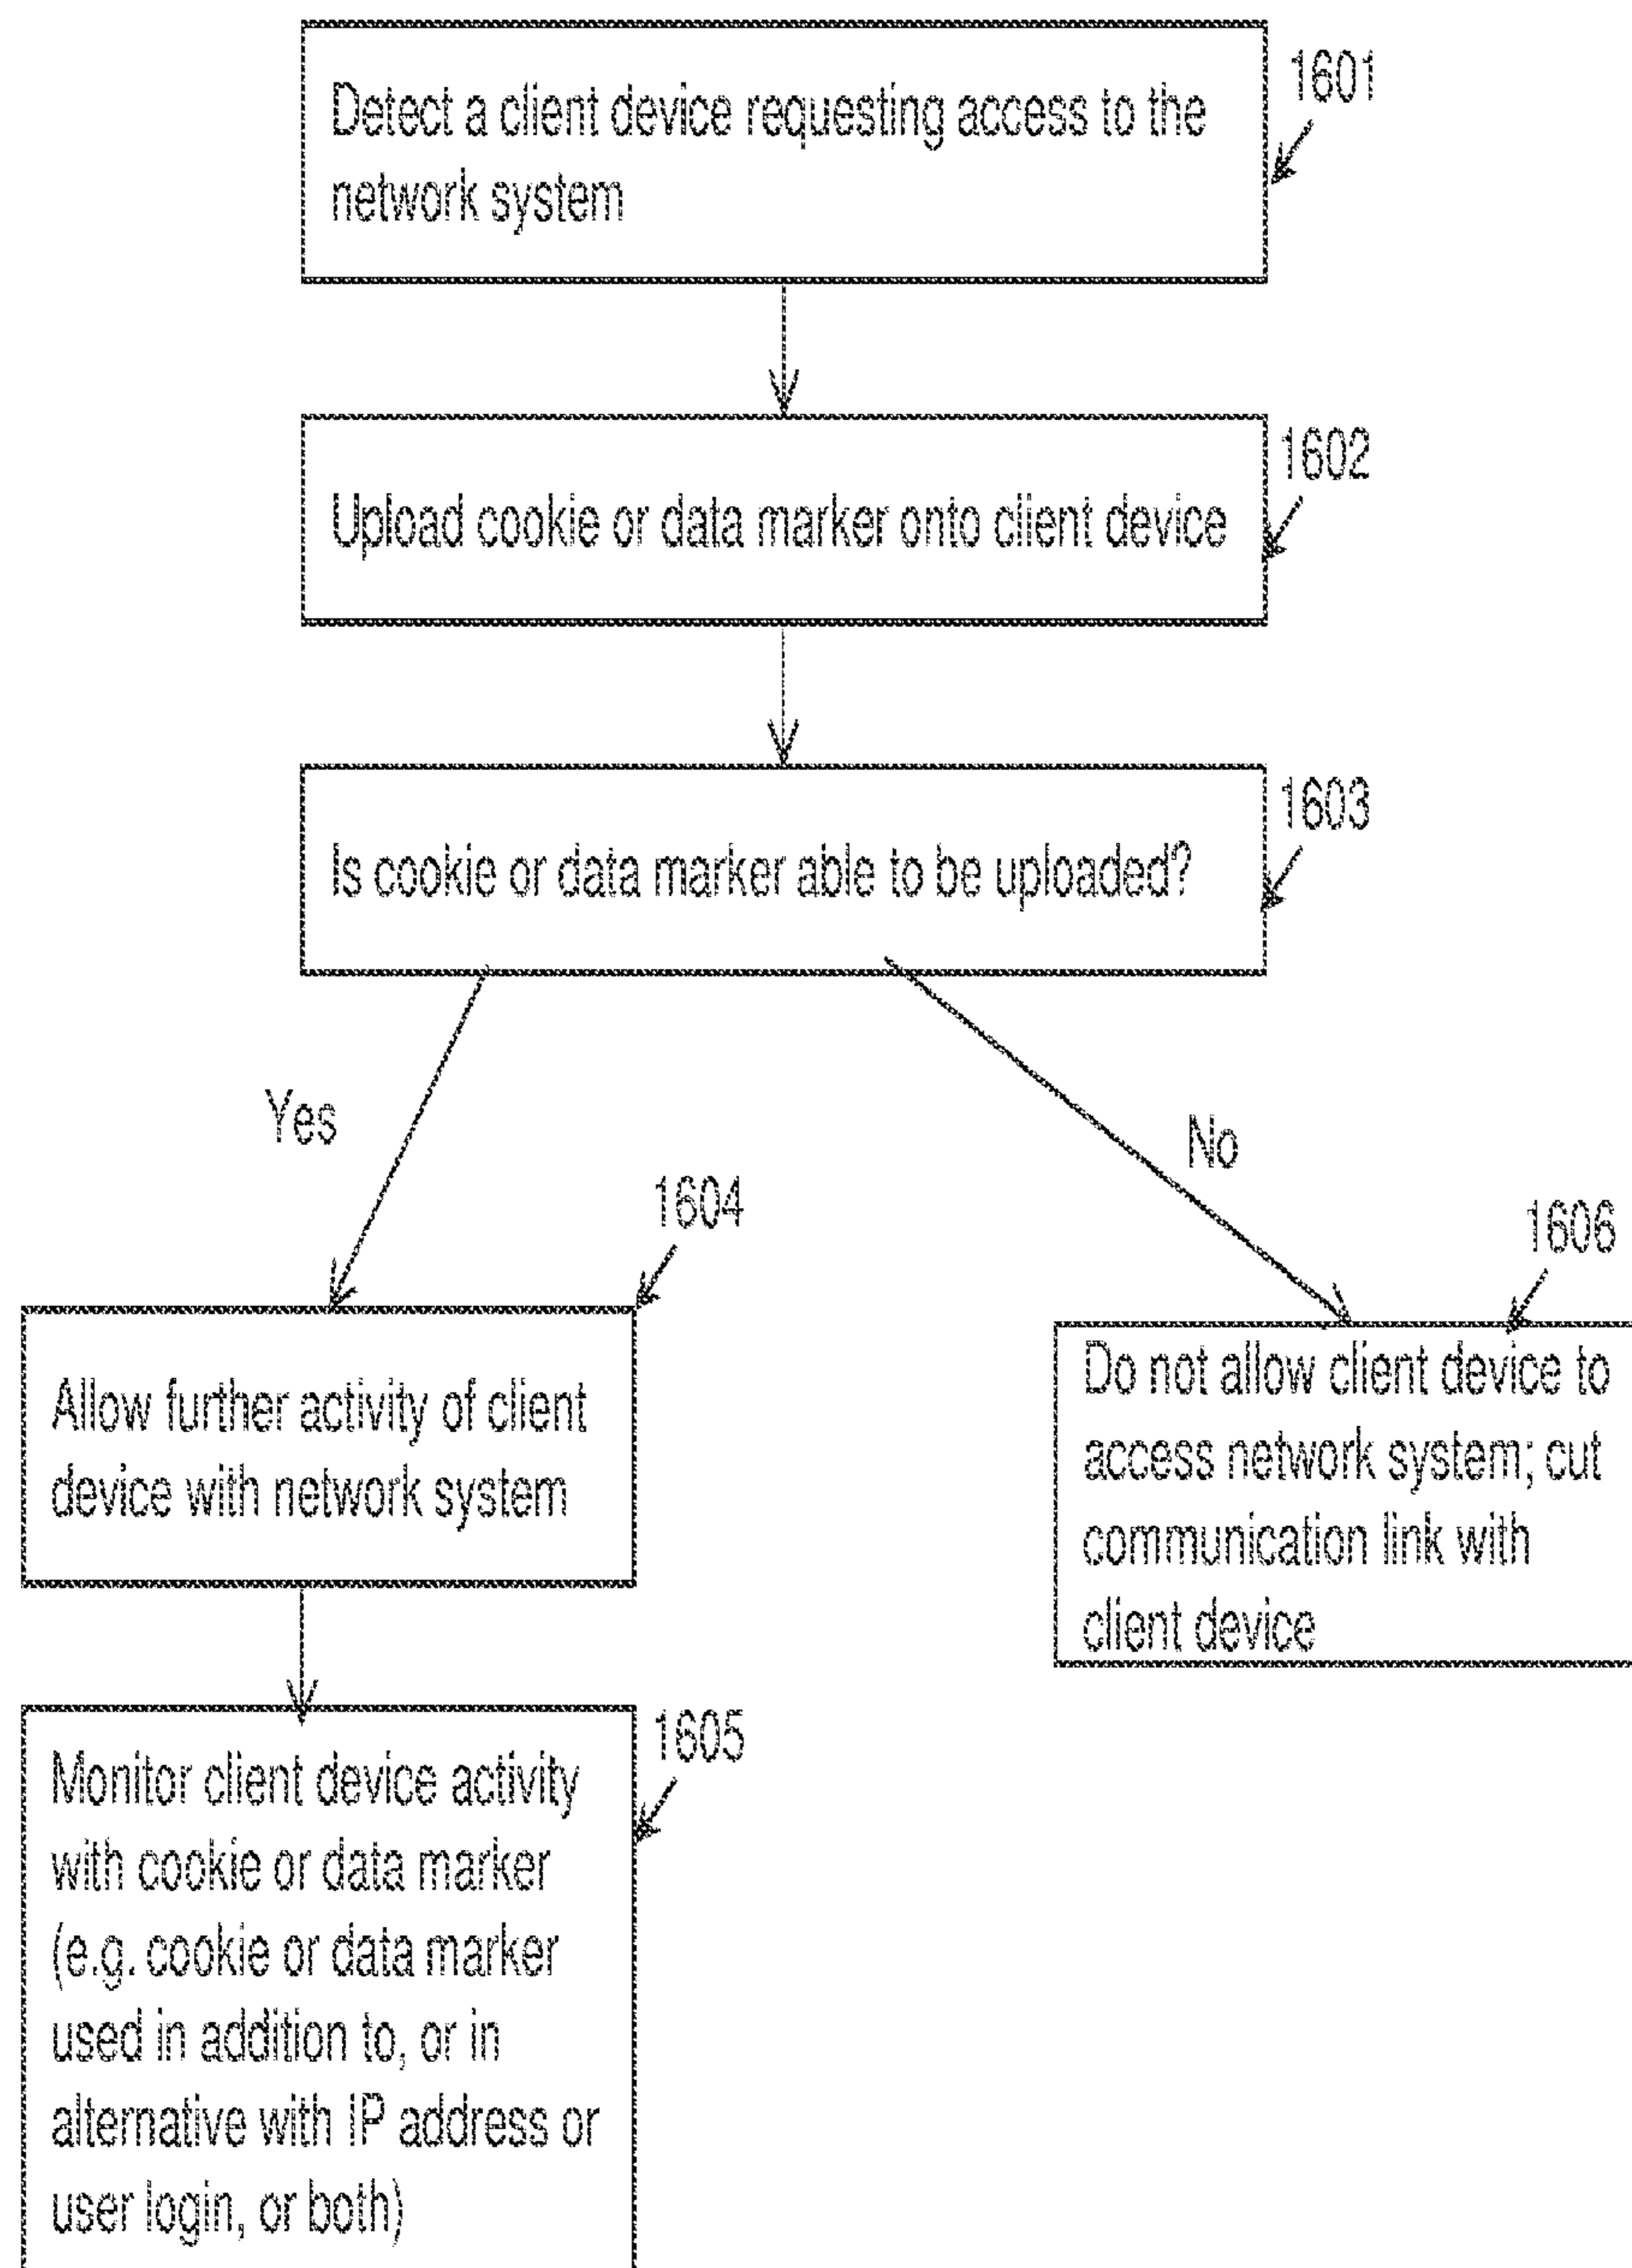 Detect a client device requesting access to the
network system
1601
Upload cookie or data marker onto client device
1602
Is cookie or data marker able to be uploaded?
1603
Yes
No
1604
Allow further activity of client
device with network system
1606
Do not allow client device to
access network system; cut
communication link with
client device
1605
Monitor client device activity
with cookie or data marker
(e.g. cookie or data marker
used in addition to, or in
alternative with IP address or
user login, or both)